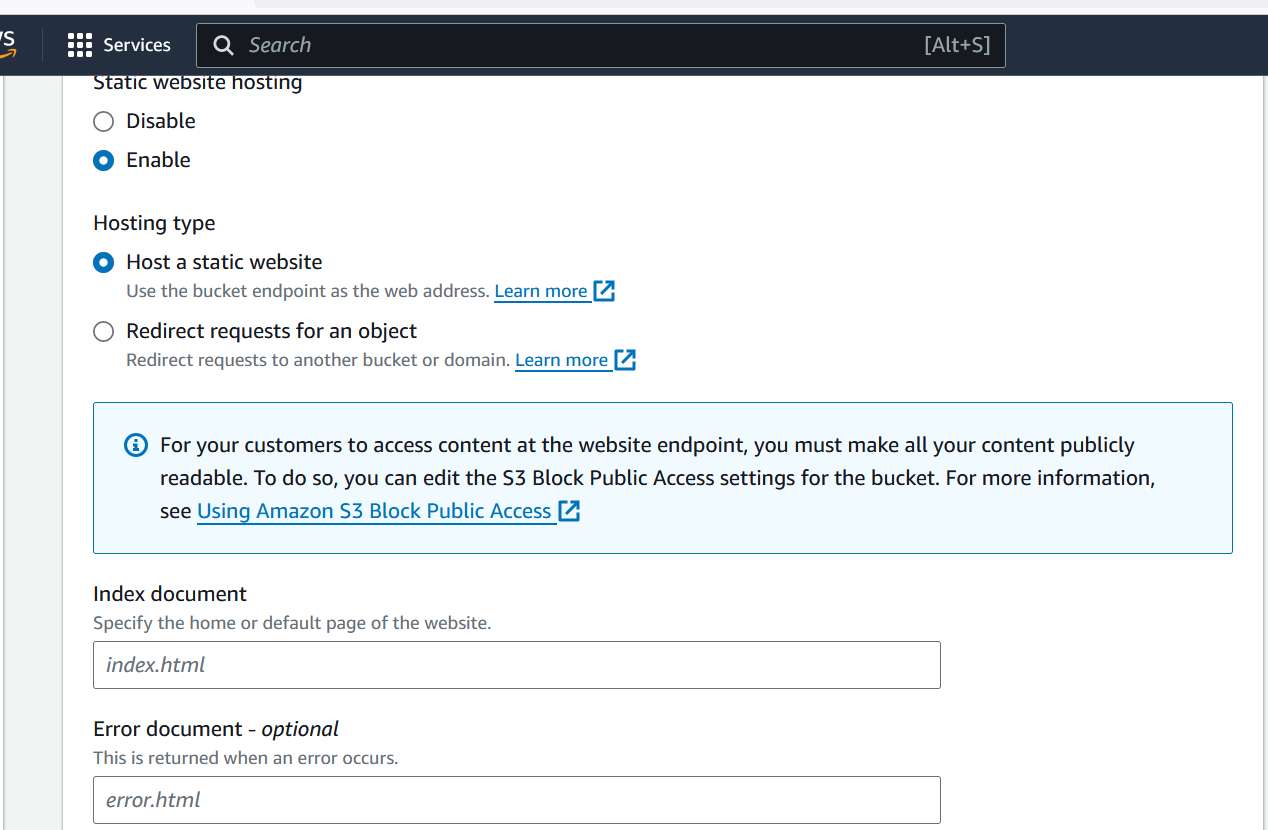 Services
Search
[Alt+S]
Static website hosting
Disable
Enable
Hosting type
Host a static website
Use the bucket endpoint as the web address. Learn more
Redirect requests for an object
Redirect requests to another bucket or domain. Learn more
For your customers to access content at the website endpoint, you must make all your content publicly
readable. To do so, you can edit the S3 Block Public Access settings for the bucket. For more information,
see Using Amazon S3 Block Public Access
Index document
Specify the home or default page of the website.
index.html
Error document - optional
This is returned when an error occurs.
error.html